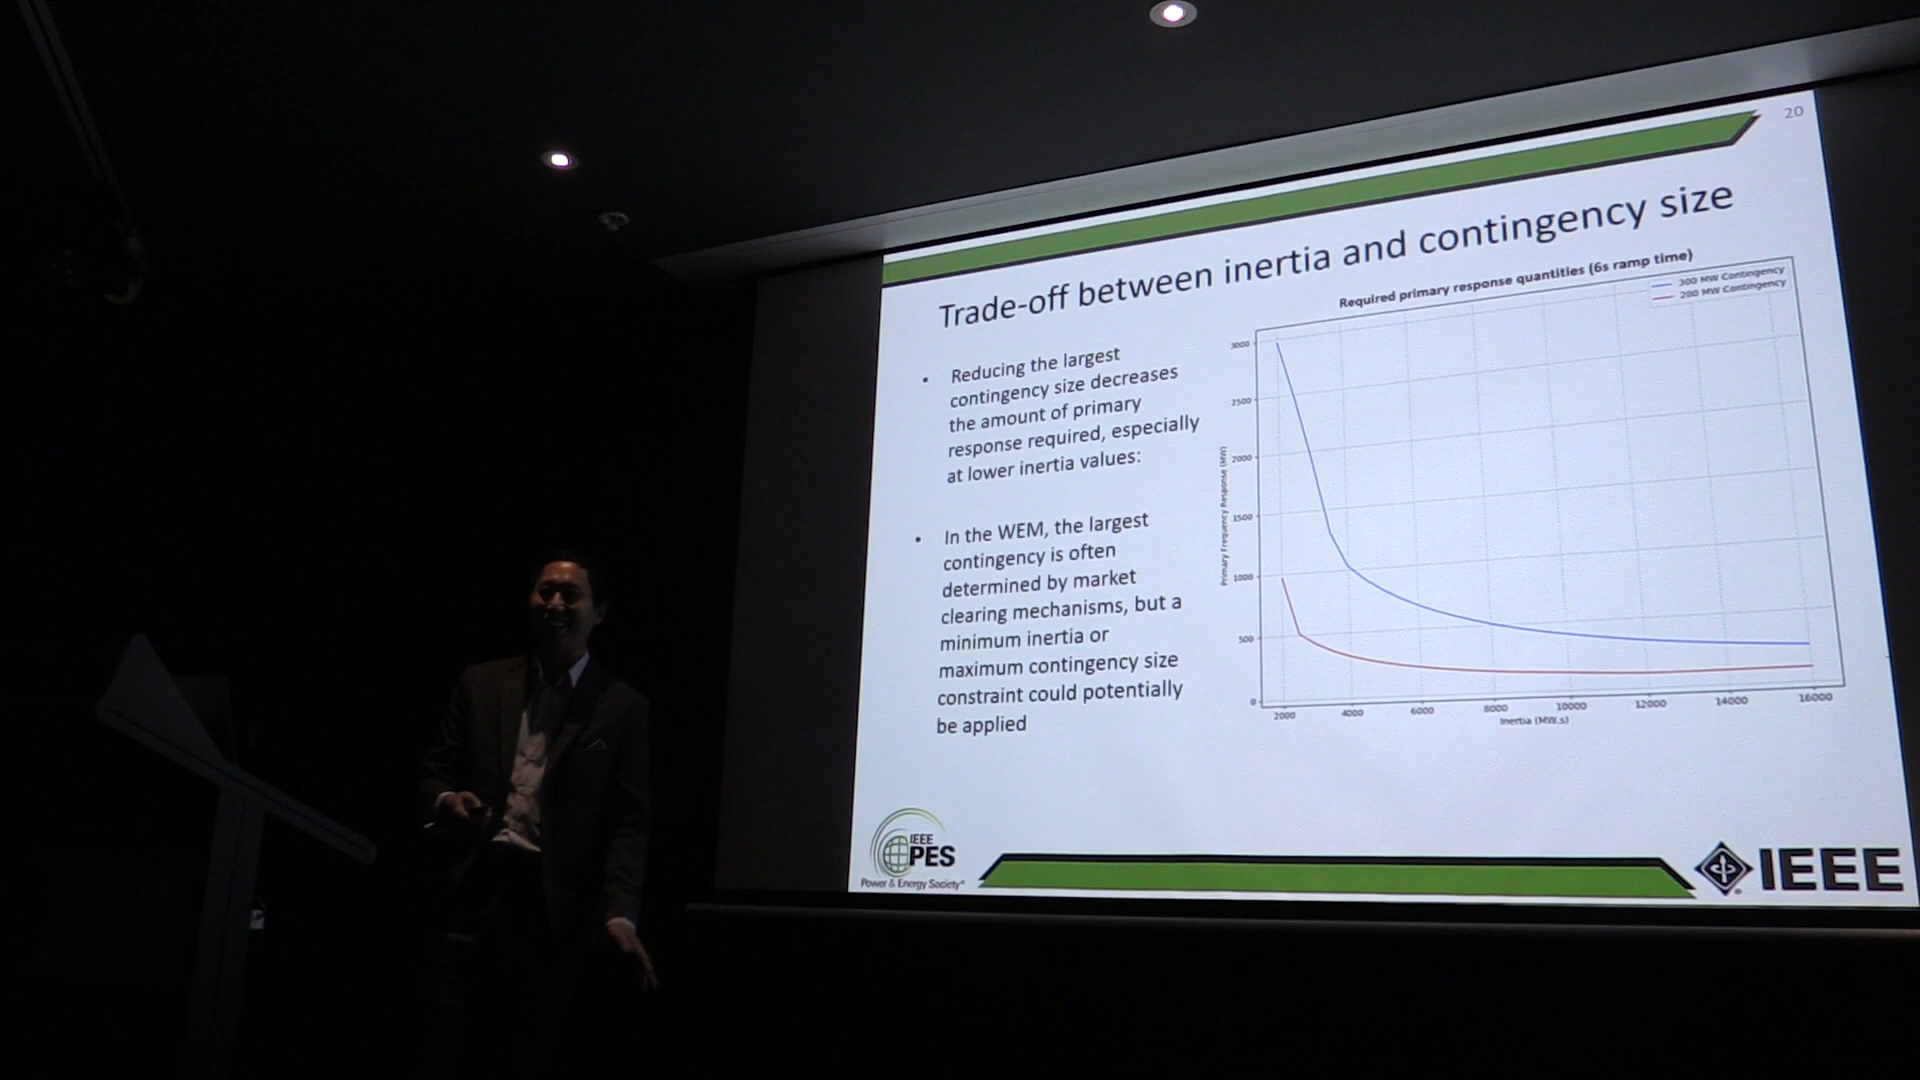 20
Trade-off between inertia and contingency size
• Reducing the largest
contingency size decreases
the amount of primary
response required, especially
at lower inertia values:
• In the WEM, the largest
contingency is often
determined by market
clearing mechanisms, but a
minimum inertia or
maximum contingency size
constraint could potentially
be applied
Required primary response quantities (6s ramp time)
300 MW Contingency
200 MW Contingency
Primary Frequency Response (MW)
3000
2500
2000
1500
1000
500
0
2000 4000 6000 8000 10000 12000 14000 16000
Inertia (MW.s)
IEEE
PES
Power & Energy Society®
IEEE